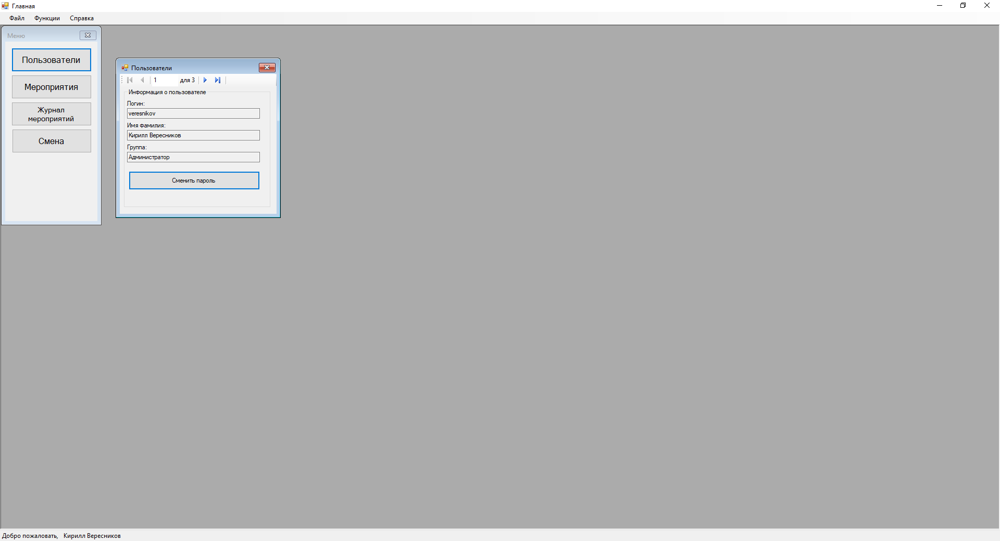 Главная
Файл Функции Справка
Меню
Пользователи
Мероприятия
Журнал
мероприятий
Смена
Пользователи
1 для 3
Информация о пользователе
Логин:
veresnikov
Имя Фамилия:
Кирилл Вересников
Группа:
Администратор
Сменить пароль
Добро пожаловать, Кирилл Вересников